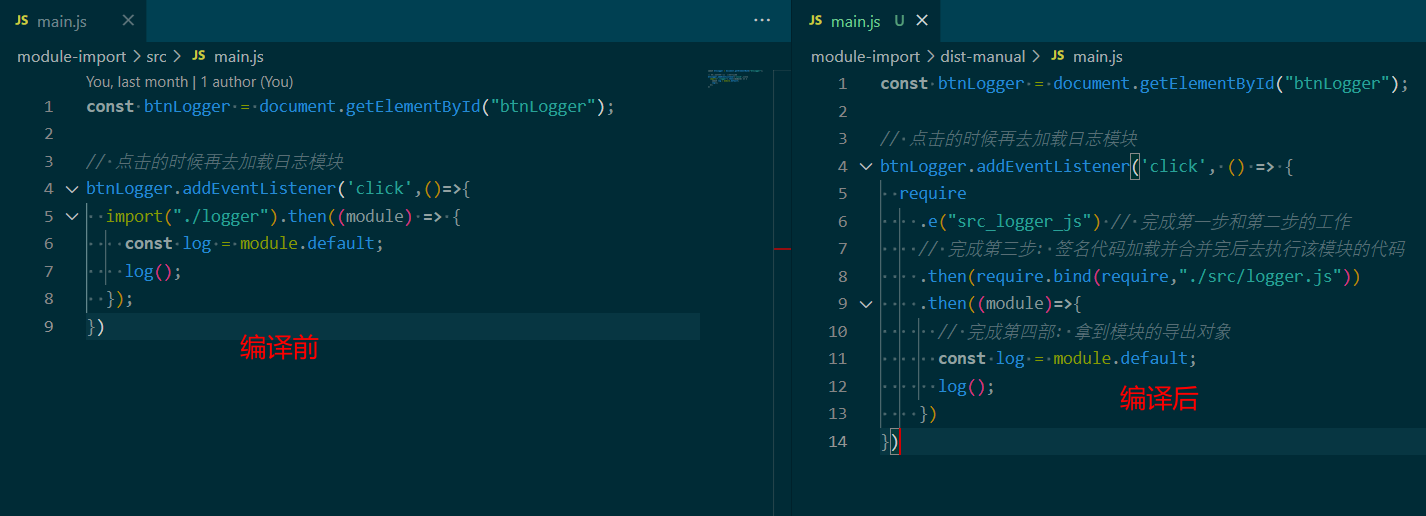 JS main.js ×
···
module-import > src > JS main.js
You, last month | 1 author (You)
1 const btnLogger = document.getElementById("btnLogger");
2
3 // 点击的时候再去加载日志模块
4 btnLogger.addEventListener('click',()=>{
5 import("./logger").then((module) => {
6 const log = module.default;
7 log();
8 });
9 })
编译前
JS main.js U ×
module-import > dist-manual > JS main.js
1 const btnLogger = document.getElementById("btnLogger");
2
3 // 点击的时候再去加载日志模块
4 btnLogger.addEventListener('click', () => {
5 require
6 .e("src_logger_js") // 完成第一步和第二步的工作
7 // 完成第三步: 签名代码加载并合并完后去执行该模块的代码
8 .then(require.bind(require,"./src/logger.js"))
9 .then((module)=>{
10 // 完成第四部: 拿到模块的导出对象
11 const log = module.default;
12 log();
13 })
14 })
编译后